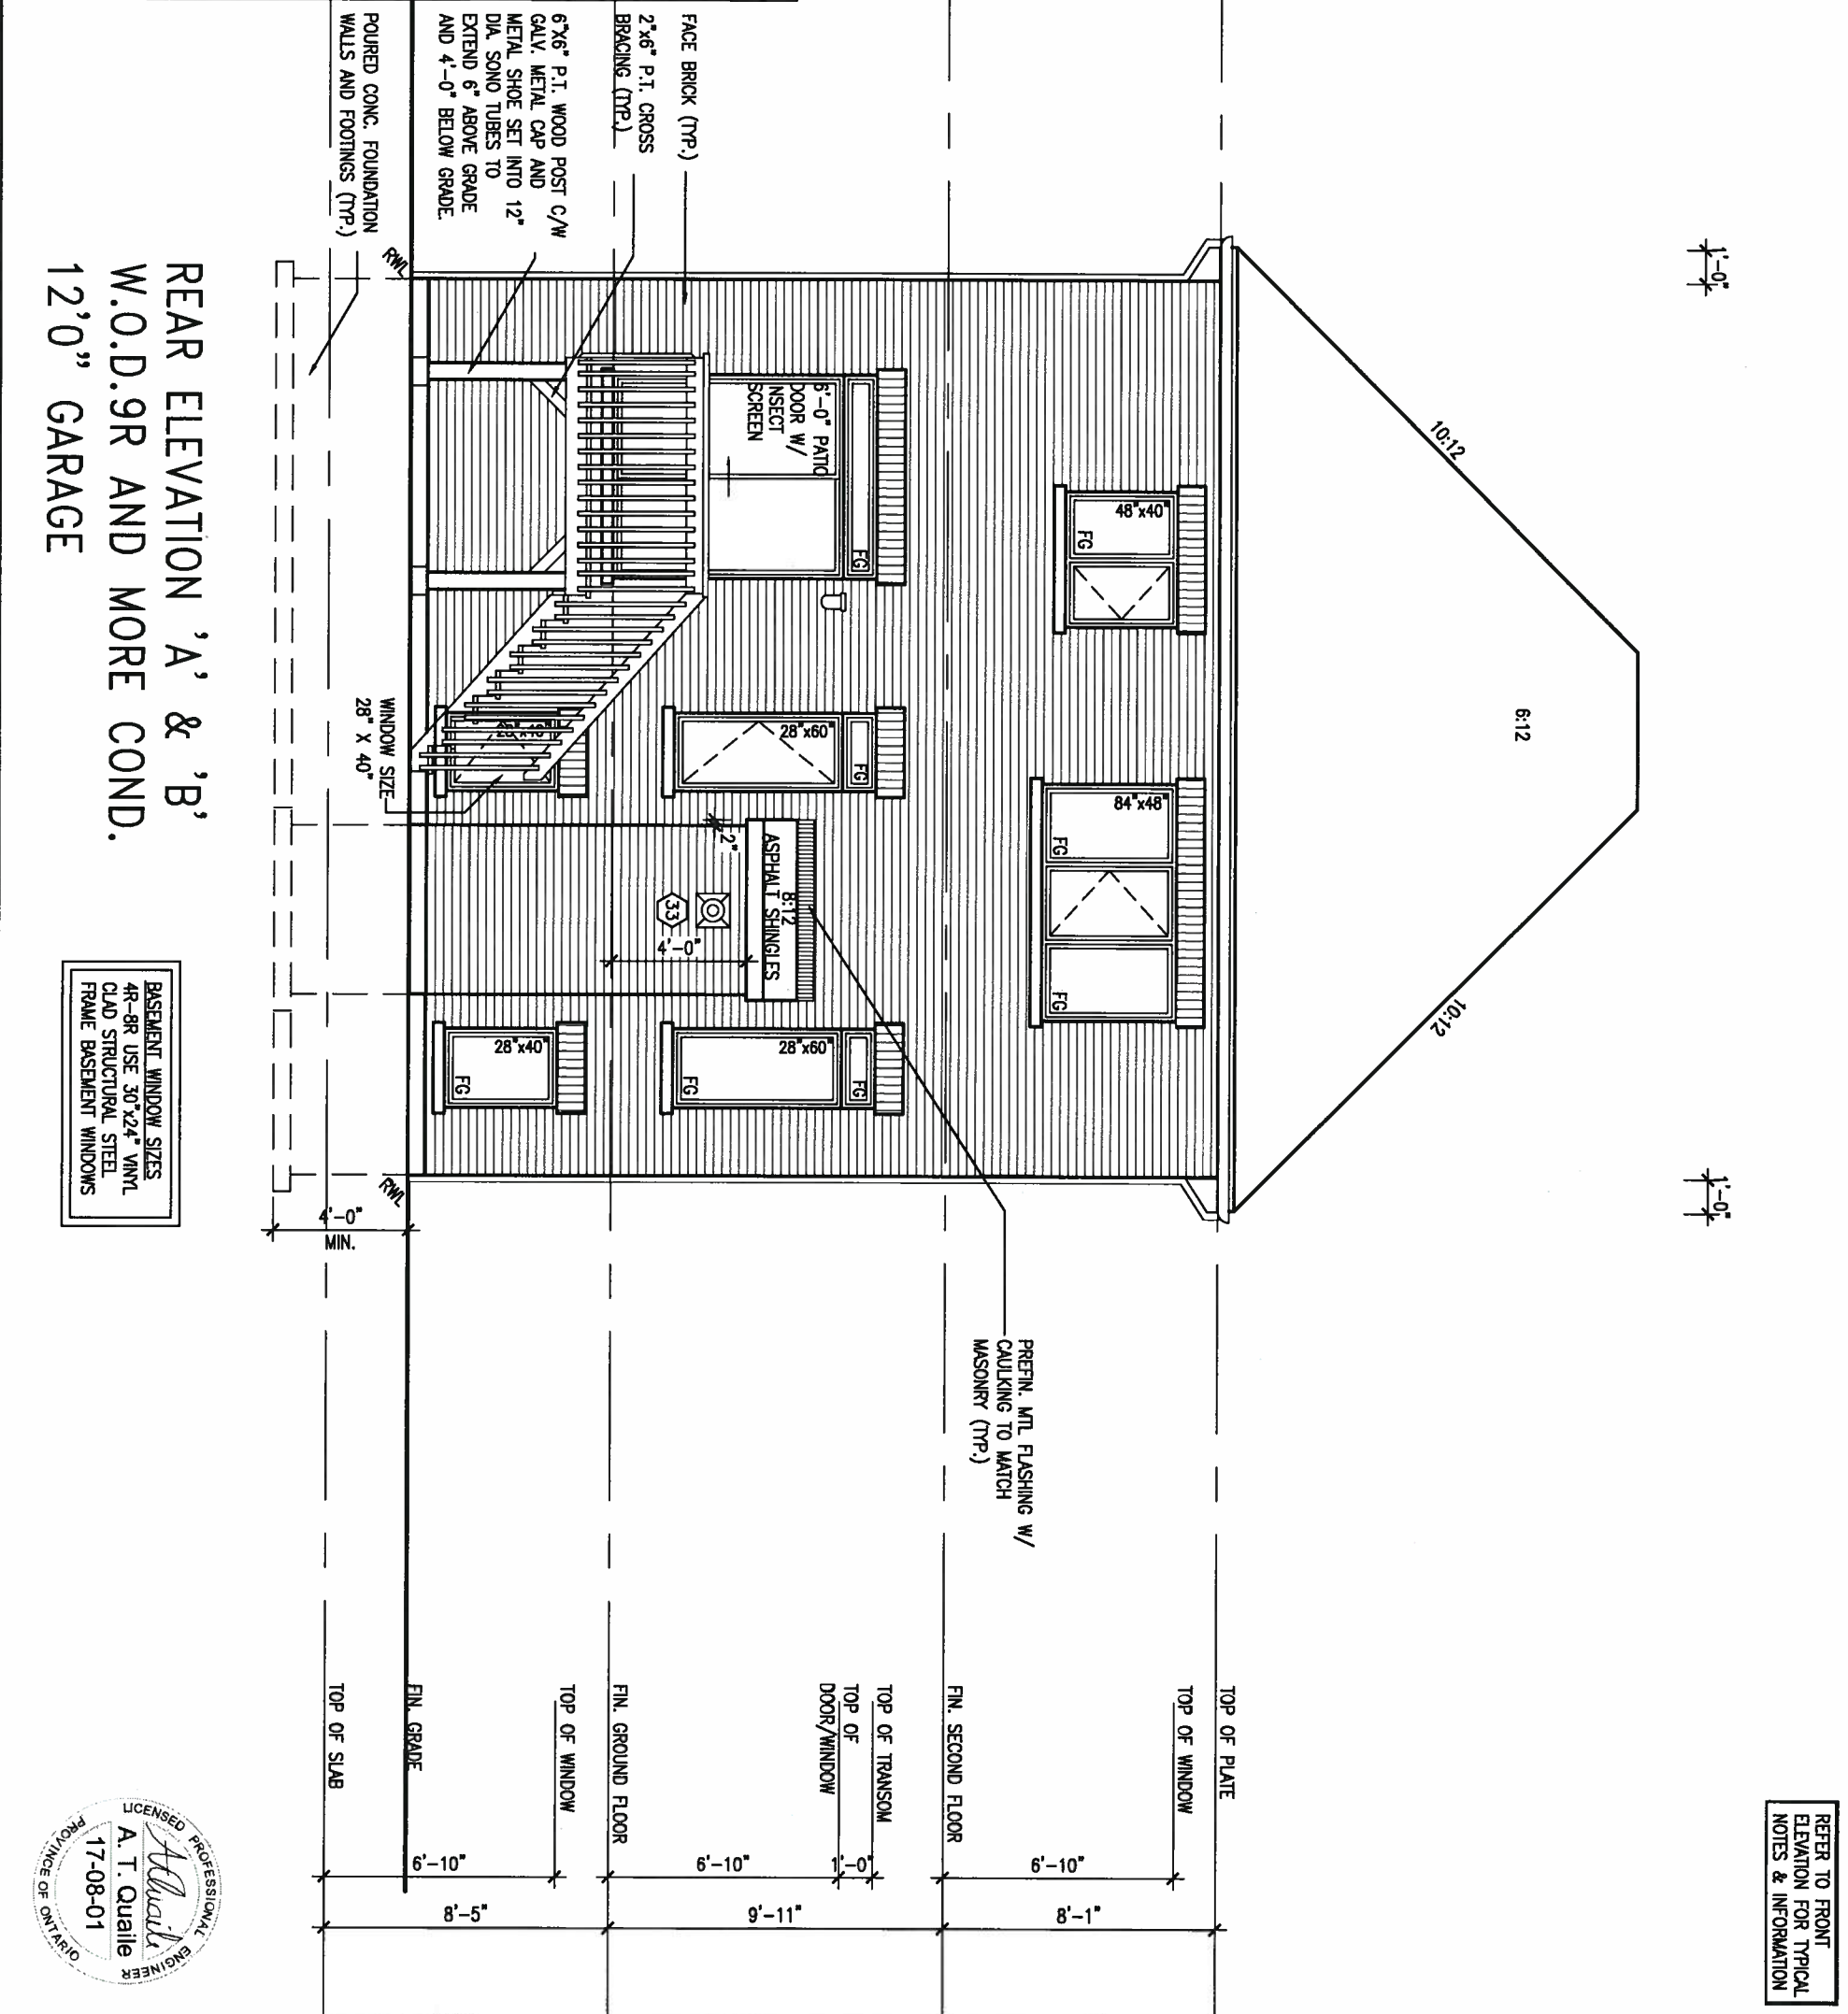 REFER TO FRONT
ELEVATION FOR TYPICAL
NOTES & INFORMATION
1'-0"
1'-0"
10:12
6:12
10:12
48"x40"
FG
84"x48"
FG
FG
FACE BRICK (TYP.)
2"x6" P.T. CROSS
BRACING (TYP.)
6"X6" P.T. WOOD POST C/W
GALV. METAL CAP AND
METAL SHOE SET INTO 12"
DIA. SONO TUBES TO
EXTEND 6" ABOVE GRADE
AND 4'-0" BELOW GRADE.
POURED CONC. FOUNDATION
WALLS AND FOOTINGS (TYP.)
RWL
6'-0" PATIO
DOOR W/
INSECT
SCREEN
FG
28"x60"
FG
28"x40"
WINDOW SIZE
28" X 40"
8:12
ASPHALT SHINGLES
2"
33
4'-0"
28"x60"
FG
FG
28"x40"
FG
RWL
4'-0"
MIN.
PREFIN. MTL FLASHING W/
CAULKING TO MATCH
MASONRY (TYP.)
TOP OF PLATE
TOP OF WINDOW
FIN. SECOND FLOOR
TOP OF TRANSOM
TOP OF
DOOR/WINDOW
FIN. GROUND FLOOR
TOP OF WINDOW
FIN. GRADE
TOP OF SLAB
6'-10"
1'-0"
6'-10"
6'-10"
8'-1"
9'-11"
8'-5"
REAR ELEVATION 'A' & 'B'
W.O.D.9R AND MORE COND.
12'0" GARAGE
BASEMENT WINDOW SIZES
4R-8R USE 30"x24" VINYL
CLAD STRUCTURAL STEEL
FRAME BASEMENT WINDOWS
LICENSED PROFESSIONAL ENGINEER
A. T. Quaile
17-08-01
PROVINCE OF ONTARIO